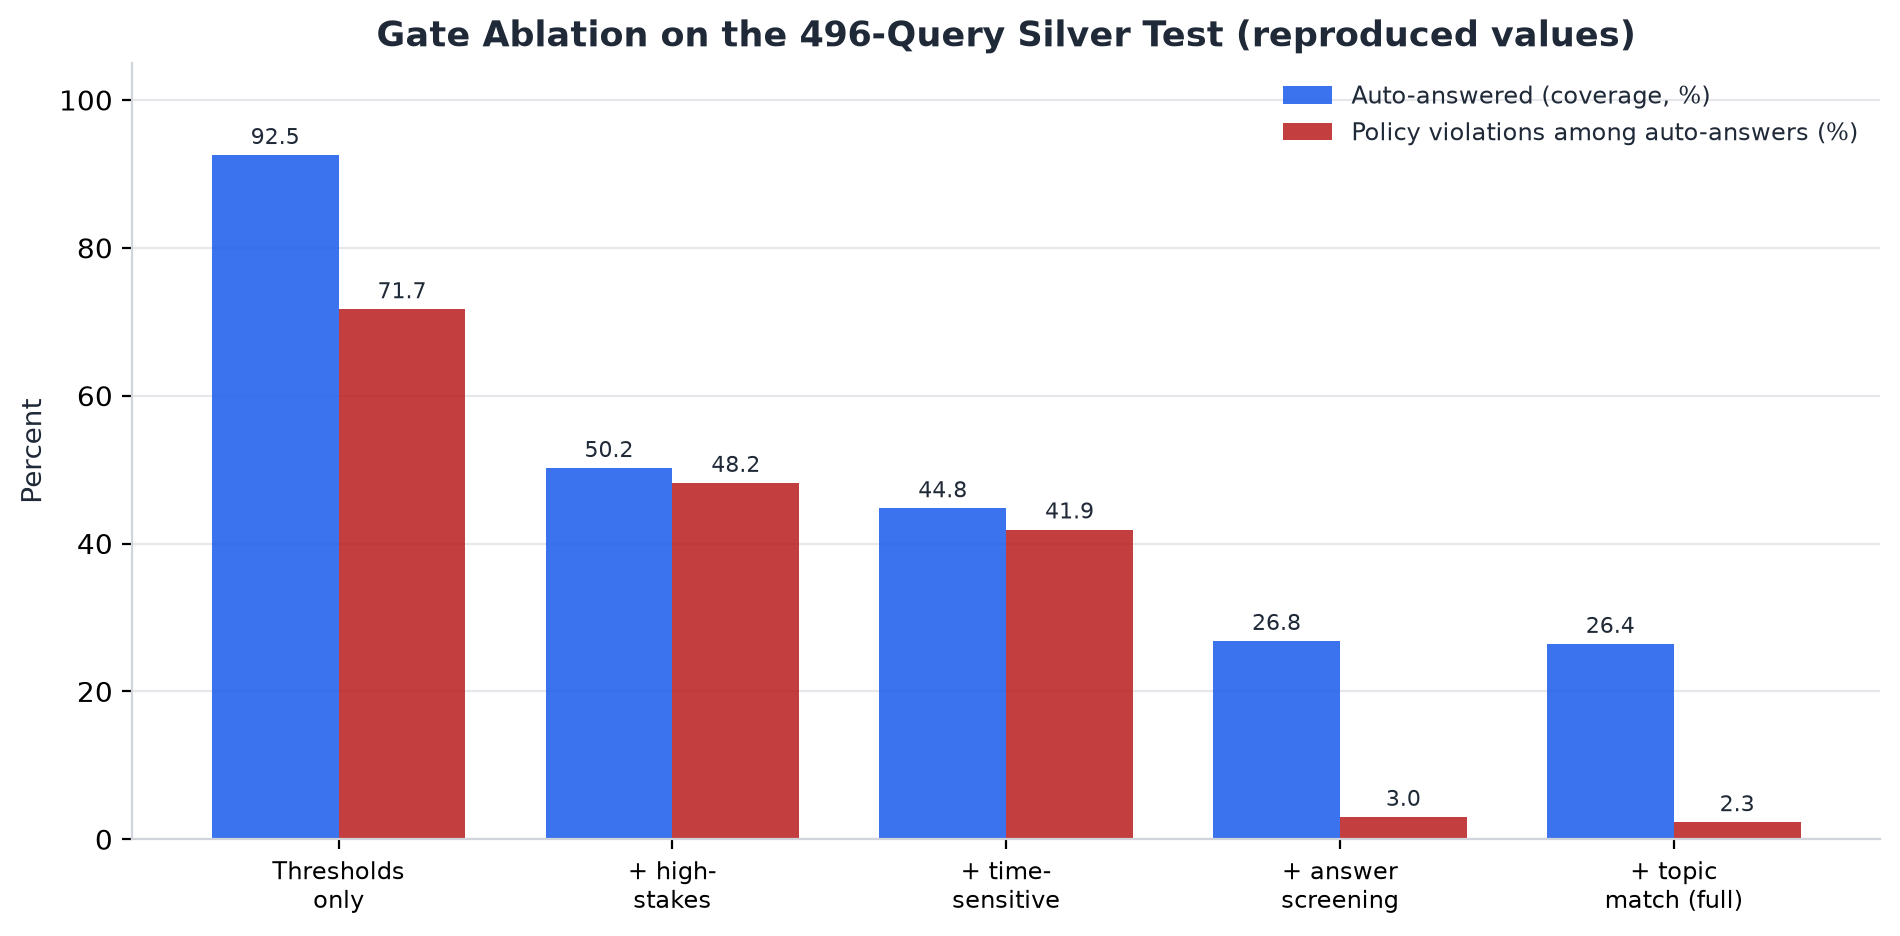 Gate Ablation on the 496-Query Silver Test (reproduced values)
Auto-answered (coverage, %)
Policy violations among auto-answers (%)
Percent
100
80
60
40
20
0
92.5
71.7
50.2
48.2
44.8
41.9
26.8
3.0
26.4
2.3
Thresholds
only
+ high-
stakes
+ time-
sensitive
+ answer
screening
+ topic
match (full)